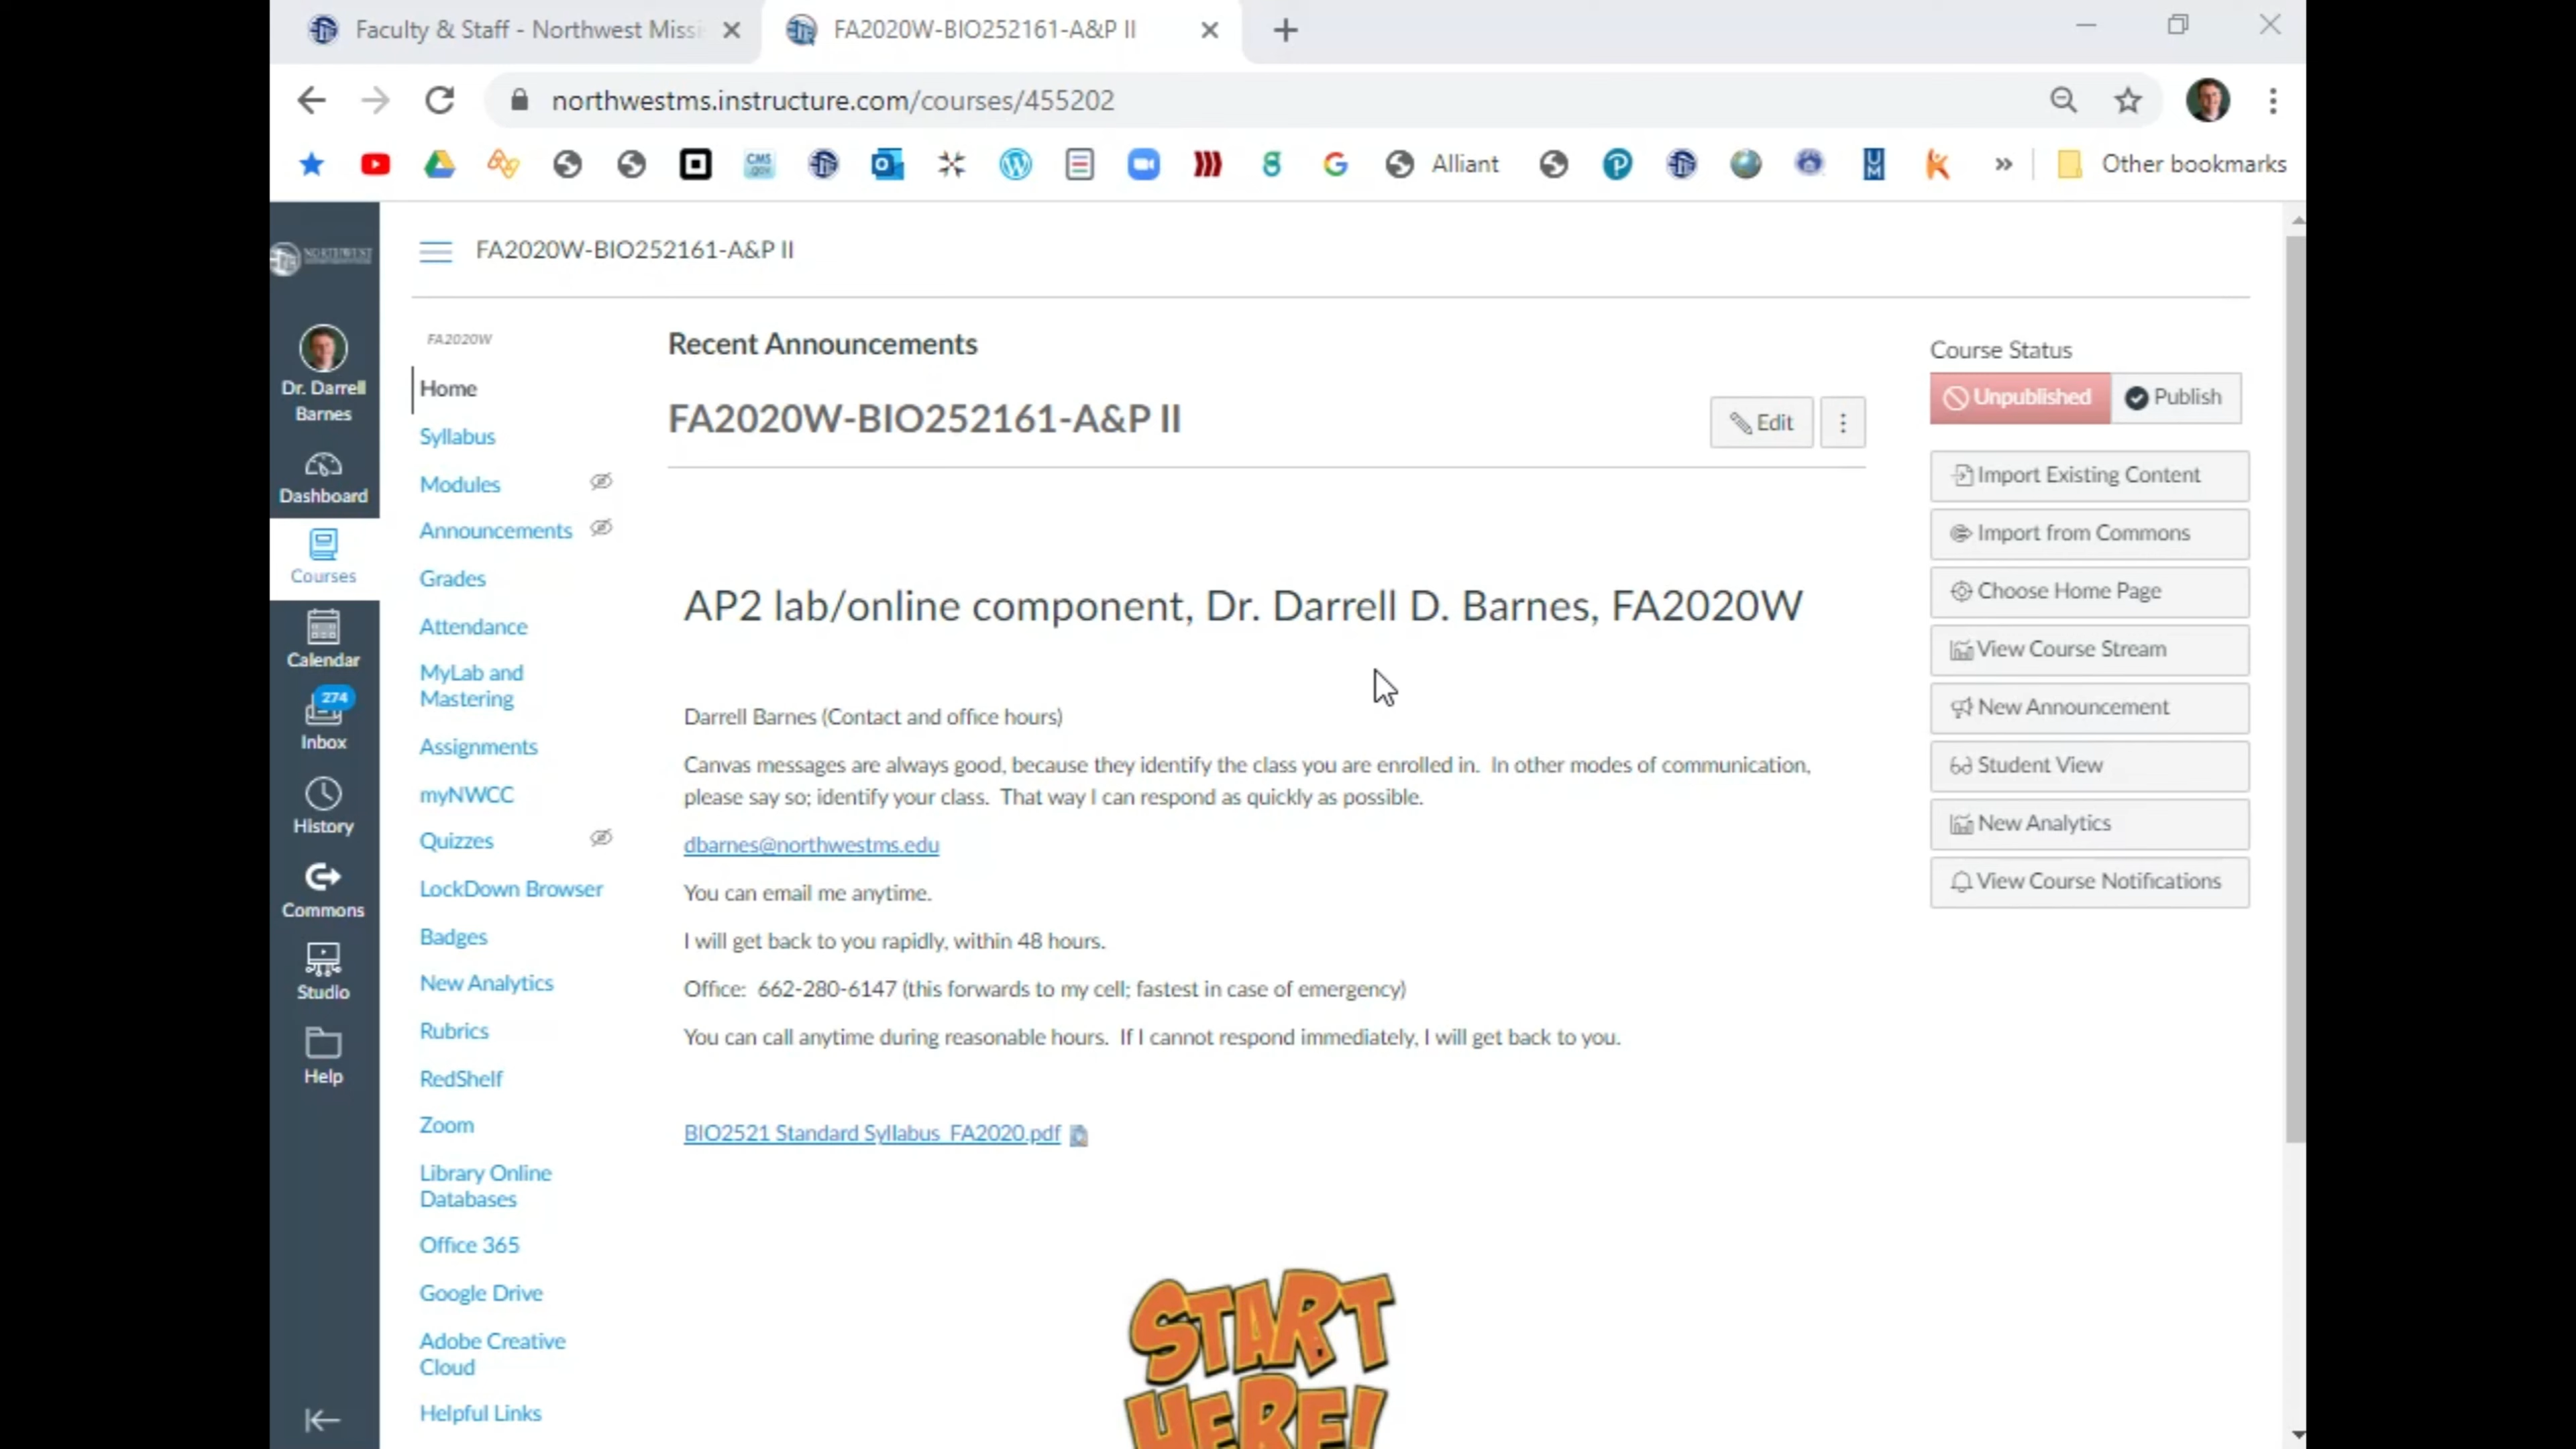 Faculty & Staff - Northwest Missi
FA2020W-BIO252161-A&P II
northwestms.instructure.com/courses/455202
CMS
.gov
Alliant
Other bookmarks
NORTHWEST
FA2020W-BIO252161-A&P II
Dr. Darrell
Barnes
Dashboard
Courses
Calendar
274
Inbox
History
Commons
Studio
Help
FA2020W
Home
Syllabus
Modules
Announcements
Grades
Attendance
MyLab and
Mastering
Assignments
myNWCC
Quizzes
LockDown Browser
Badges
New Analytics
Rubrics
RedShelf
Zoom
Library Online
Databases
Office 365
Google Drive
Adobe Creative
Cloud
Helpful Links
Recent Announcements
FA2020W-BIO252161-A&P II
Edit
AP2 lab/online component, Dr. Darrell D. Barnes, FA2020W
Darrell Barnes (Contact and office hours)
Canvas messages are always good, because they identify the class you are enrolled in. In other modes of communication,
please say so; identify your class. That way I can respond as quickly as possible.
dbarnes@northwestms.edu
You can email me anytime.
I will get back to you rapidly, within 48 hours.
Office: 662-280-6147 (this forwards to my cell; fastest in case of emergency)
You can call anytime during reasonable hours. If I cannot respond immediately, I will get back to you.
BIO2521 Standard Syllabus FA2020.pdf
START
HERE!
Course Status
Unpublished
Publish
Import Existing Content
Import from Commons
Choose Home Page
View Course Stream
New Announcement
Student View
New Analytics
View Course Notifications